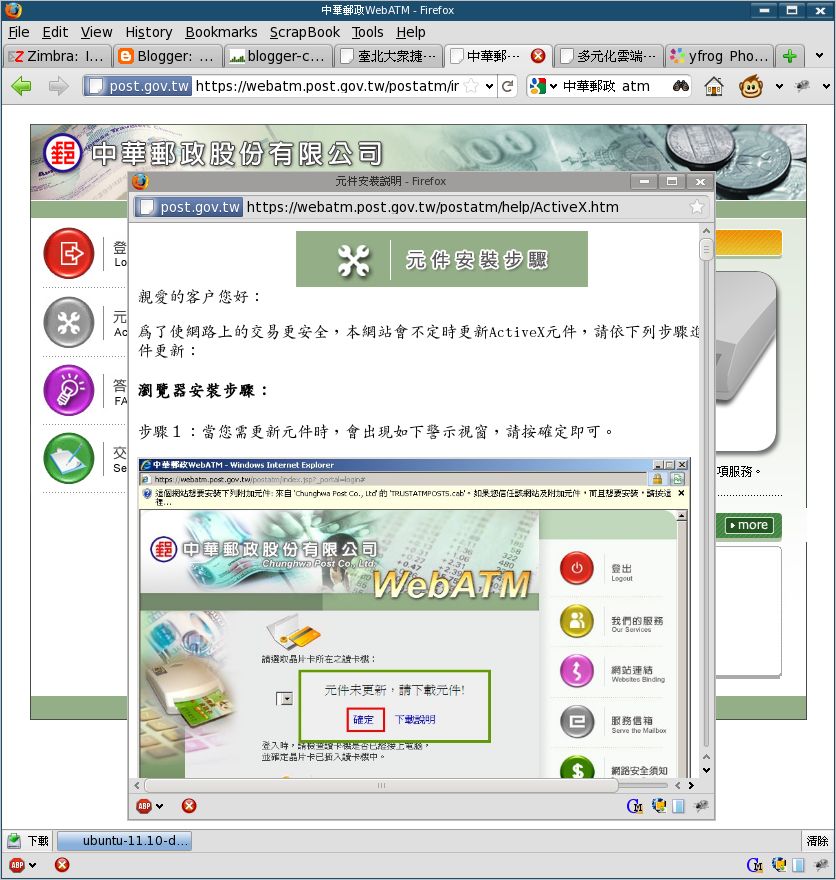 中華郵政WebATM - Firefox
File Edit View History Bookmarks ScrapBook Tools Help
Zimbra: I... Blogger: ... blogger-c... 臺北大眾捷... 中華郵... 多元化雲端... yfrog Pho...
post.gov.tw https://webatm.post.gov.tw/postatm/ir 中華郵政 atm
中華郵政股份有限公司
元件安裝說明 - Firefox
post.gov.tw https://webatm.post.gov.tw/postatm/help/ActiveX.htm
登
Lo
元
Ac
答
FA
交
Se
元件安裝步驟
親愛的客戶您好：
為了使網路上的交易更安全，本網站會不定時更新ActiveX元件，請依下列步驟進
件更新：
瀏覽器安裝步驟：
步驟１：當您需更新元件時，會出現如下警示視窗，請按確定即可。
中華郵政WebATM - Windows Internet Explorer
https://webatm.post.gov.tw/postatm/index.jsp?_portal=login#
這個網站想要安裝下列附加元件: 來自 'Chunghwa Post Co., Ltd' 的 'TRUSTATMPOSTS.cab'。如果您信任該網站及附加元件，而且想要安裝，請按這
裡...
中華郵政股份有限公司
Chunghwa Post Co., Ltd.
WebATM
請選取晶片卡所在之讀卡機：
元件未更新，請下載元件!
確定 下載說明
登入時，請檢查讀卡機是否已經接上電腦，
並確定晶片卡已插入讀卡機中。
登出
Logout
我們的服務
Our Services
網站連結
Websites Binding
服務信箱
Serve the Mailbox
網路安全須知
項服務。
more
ABP
下載 ubuntu-11.10-d... 清除
ABP